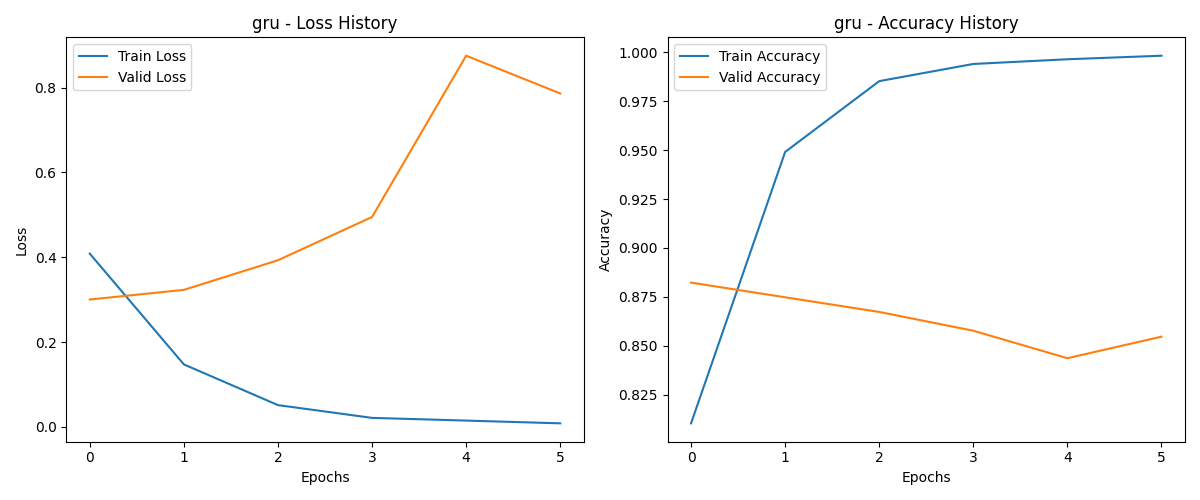 gru - Loss History
Train Loss
Valid Loss
0.8
0.6
0.4
0.2
0.0
Loss
0 1 2 3 4 5
Epochs
gru - Accuracy History
Train Accuracy
Valid Accuracy
1.000
0.975
0.950
0.925
0.900
0.875
0.850
0.825
Accuracy
0 1 2 3 4 5
Epochs